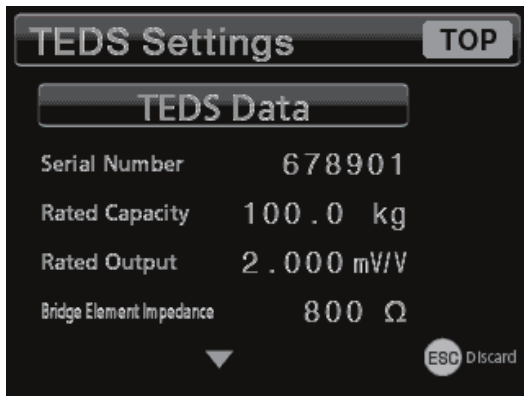 TEDS Settings TOP
TEDS Data
Serial Number 678901
Rated Capacity 100.0 kg
Rated Output 2.000 mV/V
Bridge Element Impedance 800 Ω
ESC Discard